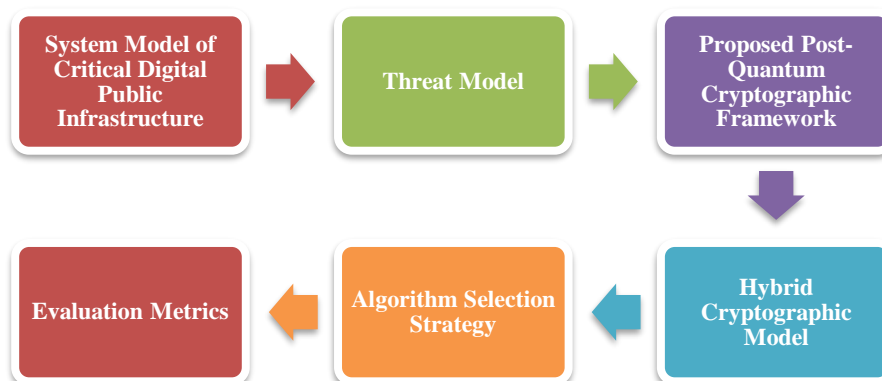 System Model of
Critical Digital
Public
Infrastructure
Threat Model
Proposed Post-
Quantum
Cryptographic
Framework
Hybrid
Cryptographic
Model
Algorithm Selection
Strategy
Evaluation Metrics